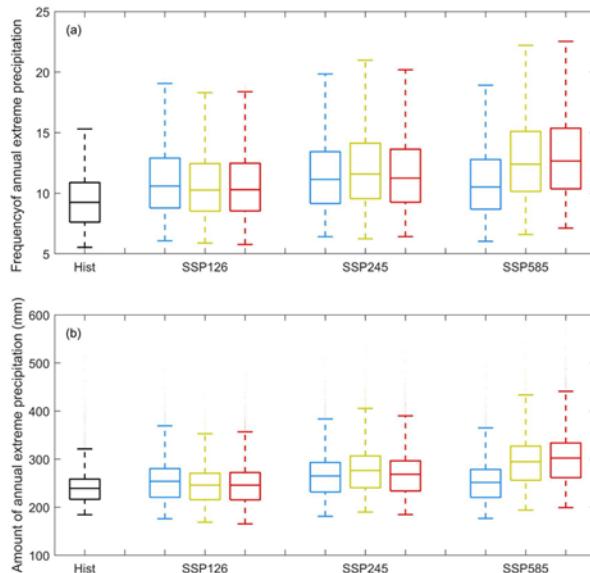 (a)
25
20
15
10
5
Frequencyof annual extreme precipitation
Hist SSP126 SSP245 SSP585
(b)
600
500
400
300
200
100
Amount of annual extreme precipitation (mm)
Hist SSP126 SSP245 SSP585